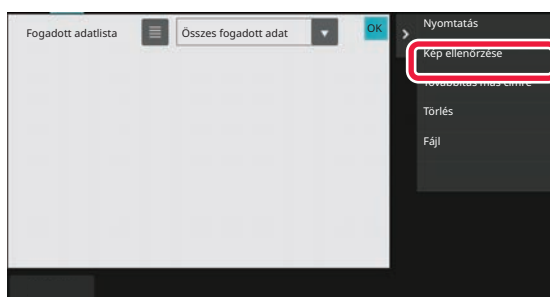 Fogadott adatlista
Összes fogadott adat
OK
Nyomtatás
Kép ellenőrzése
Továbbítás más címre
Törlés
Fájl